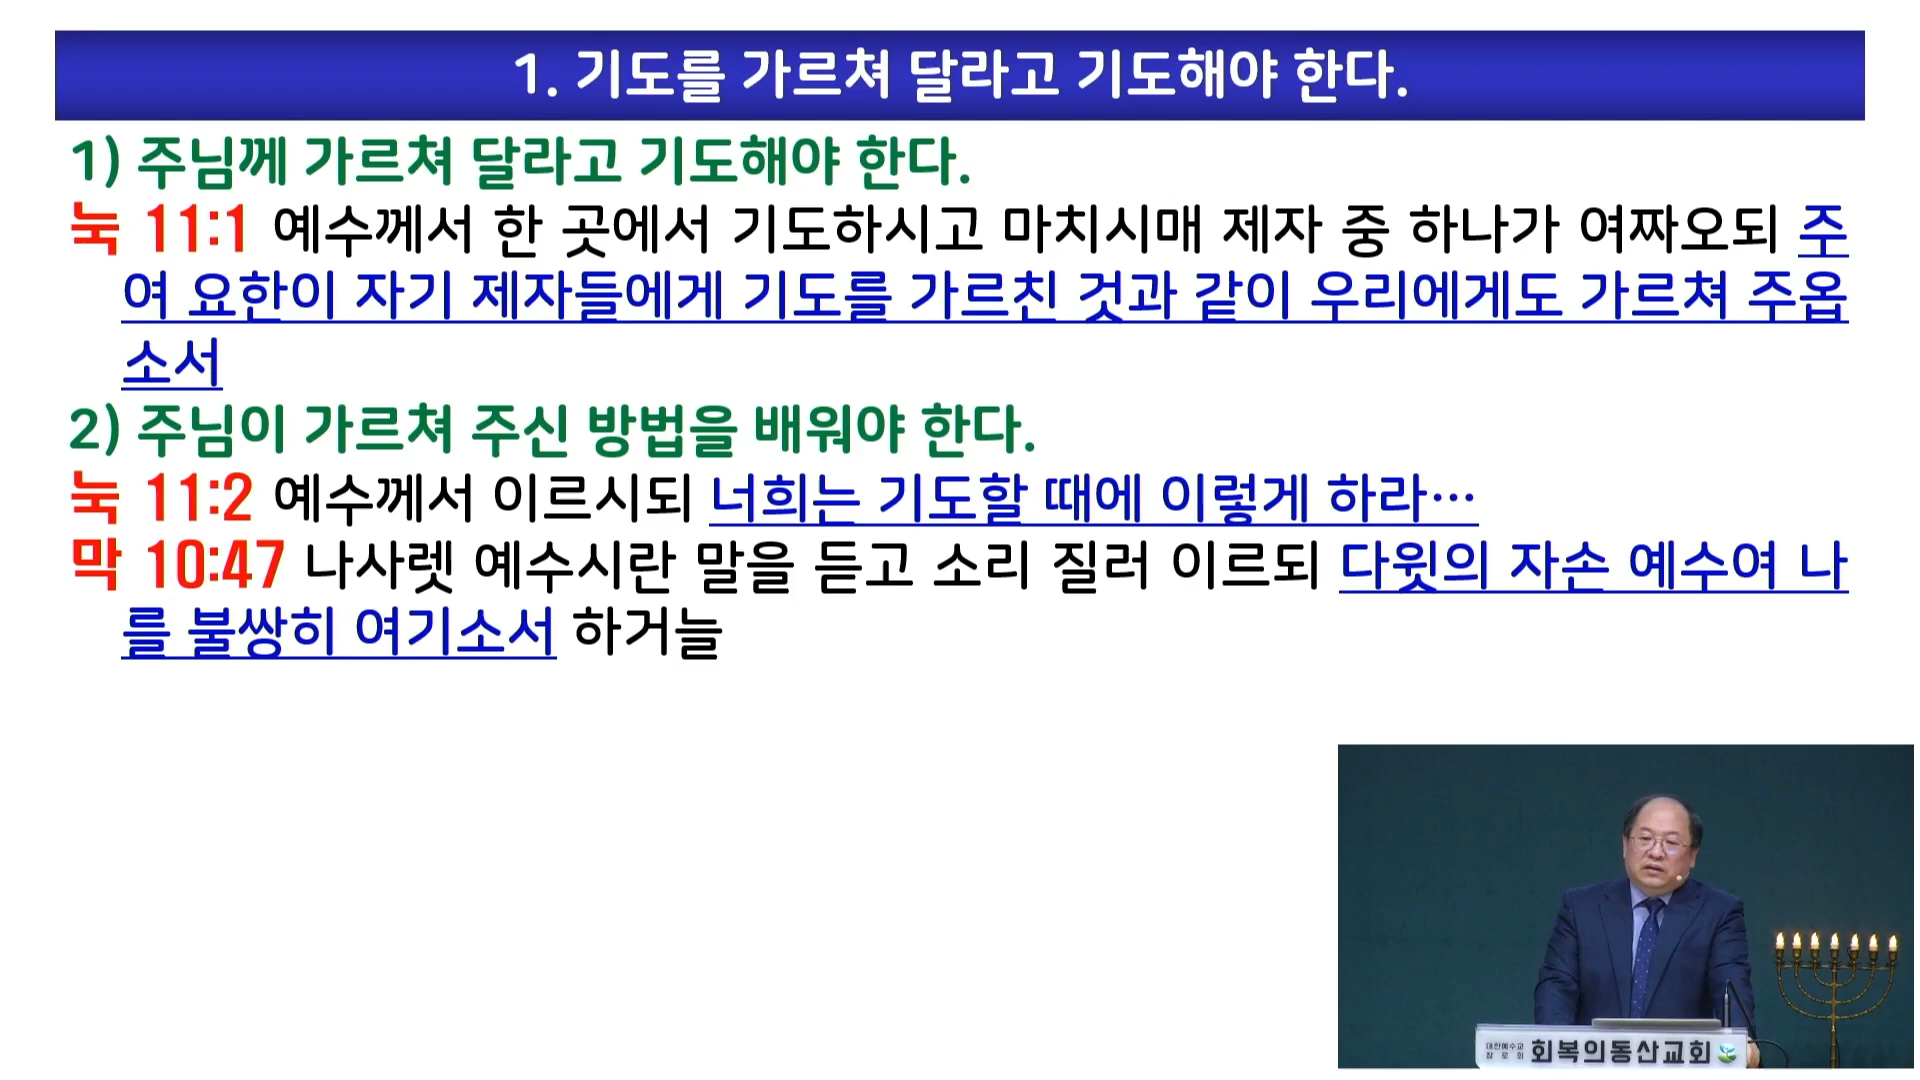 1. 기도를 가르쳐 달라고 기도해야 한다.
1) 주님께 가르쳐 달라고 기도해야 한다.
눅 11:1 예수께서 한 곳에서 기도하시고 마치시매 제자 중 하나가 여짜오되 주
여 요한이 자기 제자들에게 기도를 가르친 것과 같이 우리에게도 가르쳐 주옵
소서
2) 주님이 가르쳐 주신 방법을 배워야 한다.
눅 11:2 예수께서 이르시되 너희는 기도할 때에 이렇게 하라…
막 10:47 나사렛 예수시란 말을 듣고 소리 질러 이르되 다윗의 자손 예수여 나
를 불쌍히 여기소서 하거늘
대한예수교
장로회 회복의동산교회